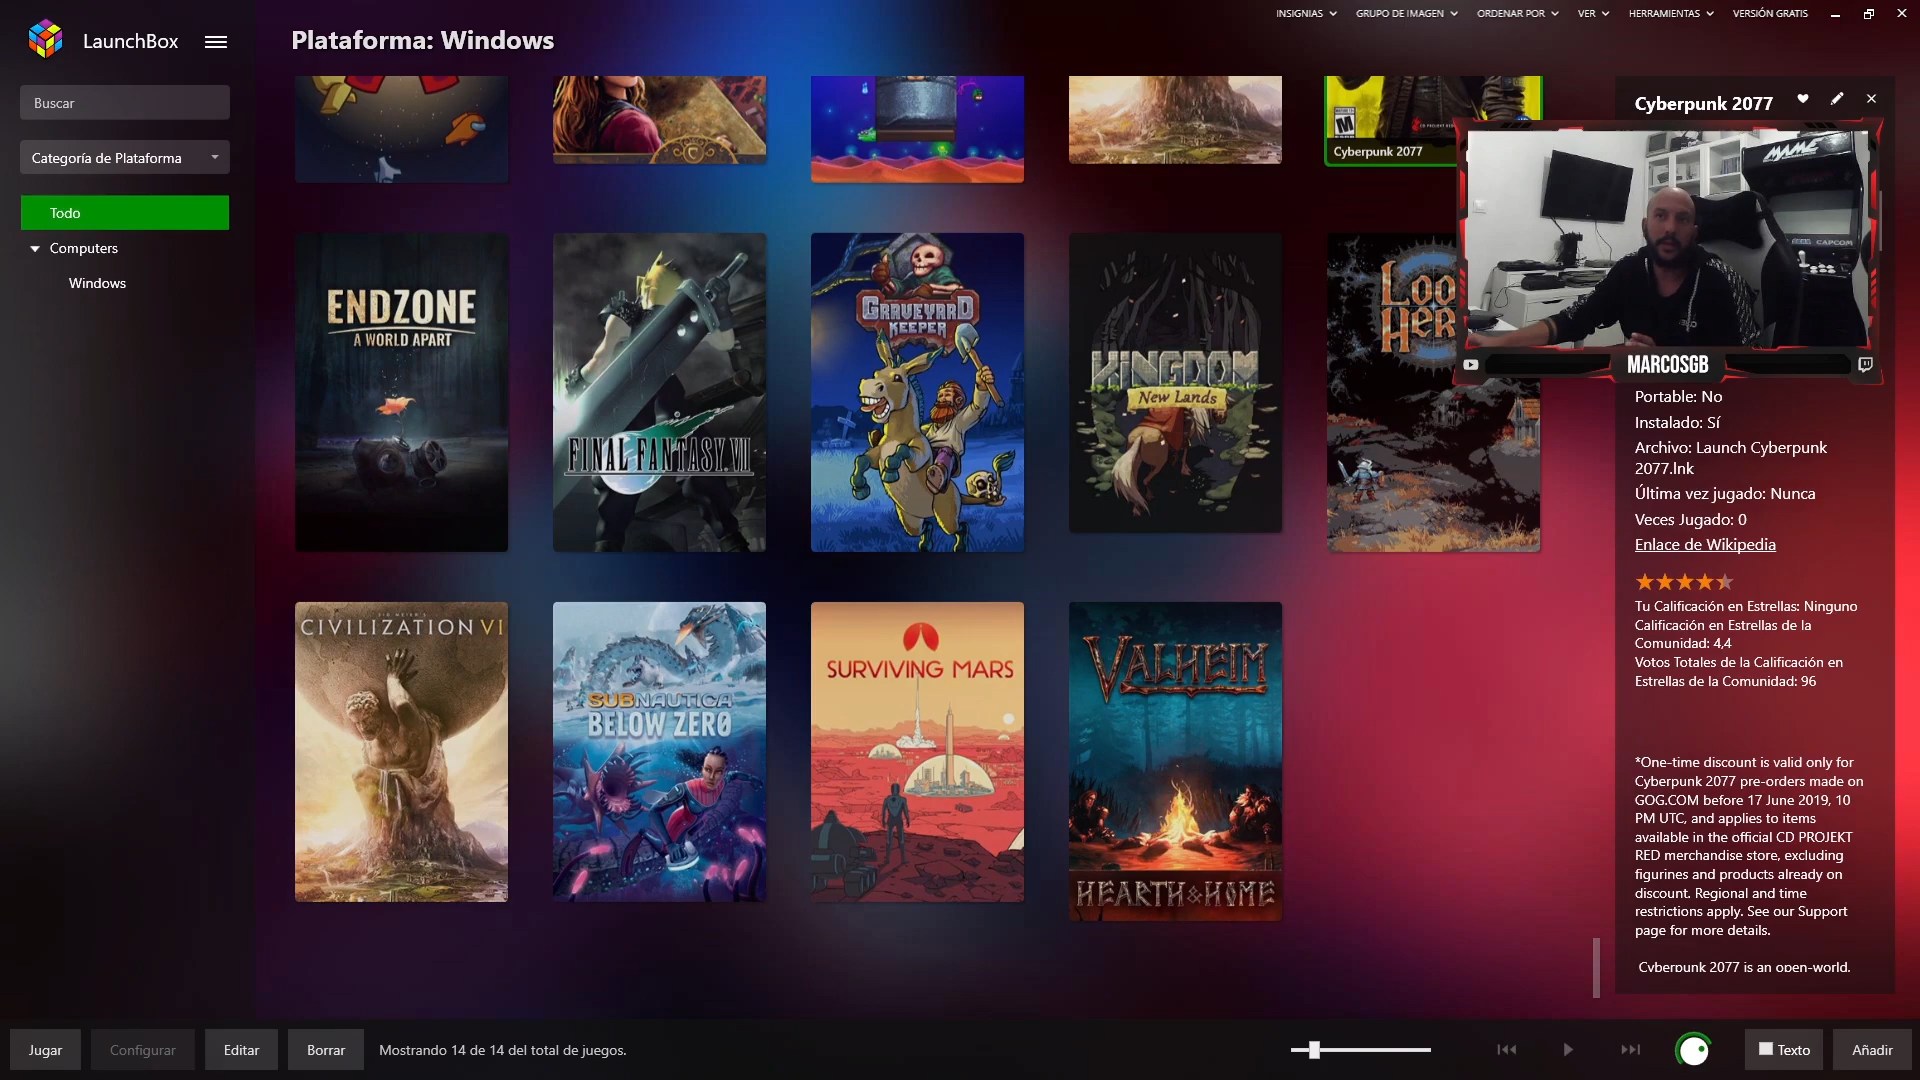 INSIGNIAS
GRUPO DE IMAGEN
ORDENAR POR
VER
HERRAMIENTAS
VERSIÓN GRATIS
LaunchBox
Plataforma: Windows
Buscar
Categoría de Plataforma
Todo
Computers
Windows
Cyberpunk 2077
Cyberpunk 2077
MAME
SEGA CAPCOM
MARCOSGB
ENDZONE
A WORLD APART
FINAL FANTASY VII
GRAVEYARD
KEEPER
KINGDOM
New Lands
LOO
HER
CIVILIZATION VI
SUBNAUTICA
BELOW ZERO
SURVIVING MARS
VALHEIM
HEARTH & HOME
Portable: No
Instalado: Sí
Archivo: Launch Cyberpunk
2077.lnk
Última vez jugado: Nunca
Veces Jugado: 0
Enlace de Wikipedia
Tu Calificación en Estrellas: Ninguno
Calificación en Estrellas de la
Comunidad: 4,4
Votos Totales de la Calificación en
Estrellas de la Comunidad: 96
*One-time discount is valid only for
Cyberpunk 2077 pre-orders made on
GOG.COM before 17 June 2019, 10
PM UTC, and applies to items
available in the official CD PROJEKT
RED merchandise store, excluding
figurines and products already on
discount. Regional and time
restrictions apply. See our Support
page for more details.
Cyberpunk 2077 is an open-world,
Jugar
Configurar
Editar
Borrar
Mostrando 14 de 14 del total de juegos.
Texto
Añadir